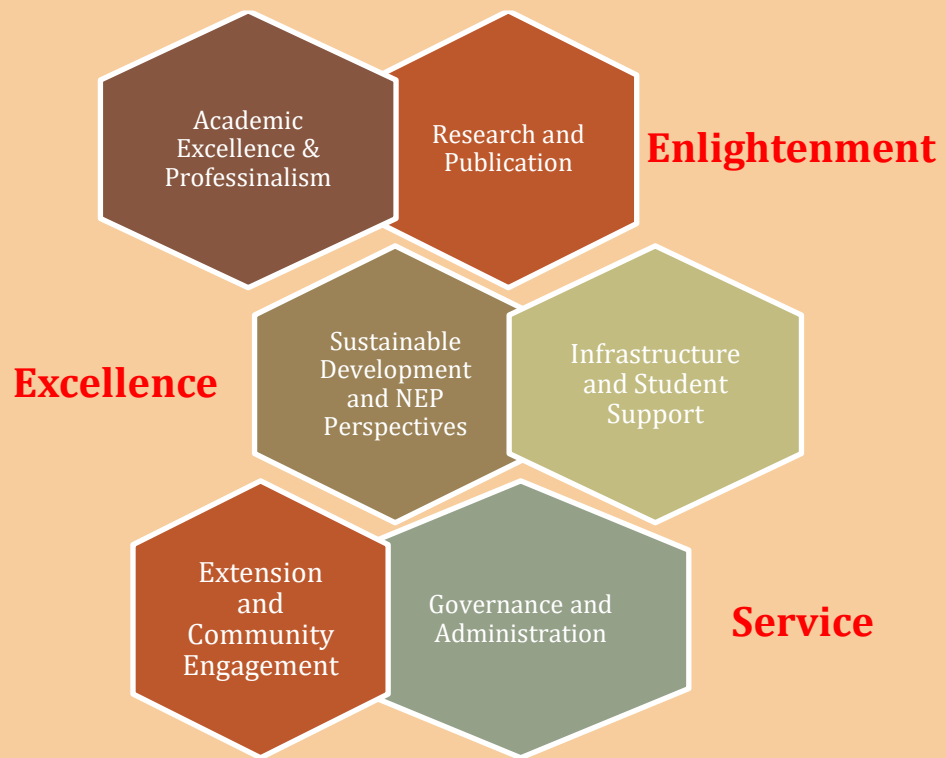 Academic
Excellence &
Professinalism
Research and
Publication
Enlightenment
Excellence
Sustainable
Development
and NEP
Perspectives
Infrastructure
and Student
Support
Extension
and
Community
Engagement
Governance and
Administration
Service